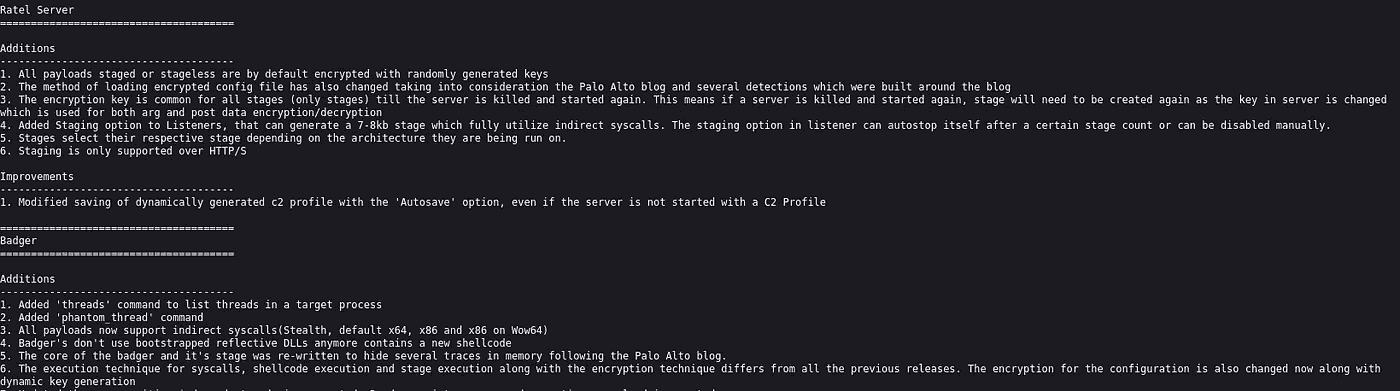 Ratel Server
======================================
Additions
--------------------------------------
1. All payloads staged or stageless are by default encrypted with randomly generated keys
2. The method of loading encrypted config file has also changed taking into consideration the Palo Alto blog and several detections which were built around the blog
3. The encryption key is common for all stages (only stages) till the server is killed and started again. This means if a server is killed and started again, stage will need to be created again as the key in server is changed
which is used for both arg and post data encryption/decryption
4. Added Staging option to Listeners, that can generate a 7-8kb stage which fully utilize indirect syscalls. The staging option in listener can autostop itself after a certain stage count or can be disabled manually.
5. Stages select their respective stage depending on the architecture they are being run on.
6. Staging is only supported over HTTP/S
Improvements
--------------------------------------
1. Modified saving of dynamically generated c2 profile with the 'Autosave' option, even if the server is not started with a C2 Profile
======================================
Badger
======================================
Additions
--------------------------------------
1. Added 'threads' command to list threads in a target process
2. Added 'phantom_thread' command
3. All payloads now support indirect syscalls(Stealth, default x64, x86 and x86 on Wow64)
4. Badger's don't use bootstrapped reflective DLLs anymore contains a new shellcode
5. The core of the badger and it's stage was re-written to hide several traces in memory following the Palo Alto blog.
6. The execution technique for syscalls, shellcode execution and stage execution along with the encryption technique differs from all the previous releases. The encryption for the configuration is also changed now along with
dynamic key generation